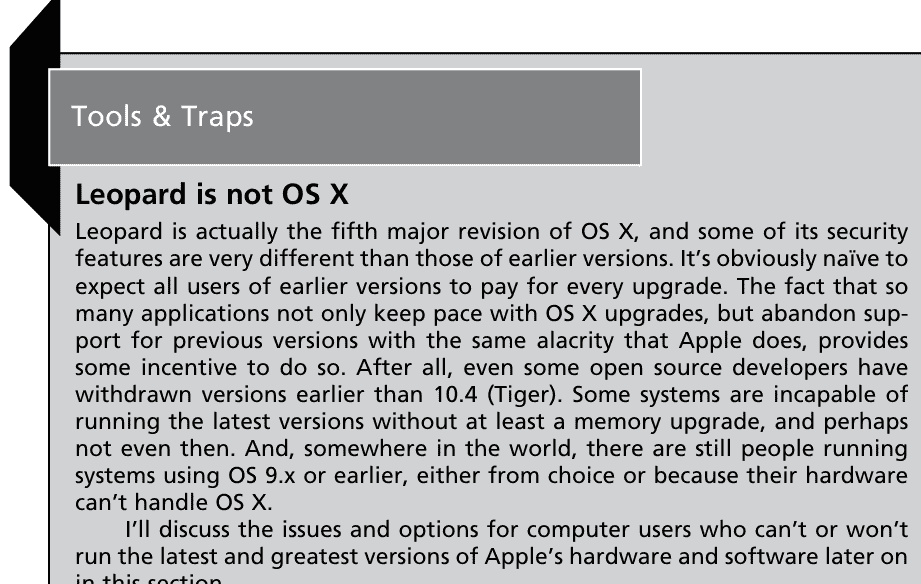 Tools & Traps
Leopard is not OS X
Leopard is actually the fifth major revision of OS X, and some of its security
features are very different than those of earlier versions. It's obviously naïve to
expect all users of earlier versions to pay for every upgrade. The fact that so
many applications not only keep pace with OS X upgrades, but abandon sup-
port for previous versions with the same alacrity that Apple does, provides
some incentive to do so. After all, even some open source developers have
withdrawn versions earlier than 10.4 (Tiger). Some systems are incapable of
running the latest versions without at least a memory upgrade, and perhaps
not even then. And, somewhere in the world, there are still people running
systems using OS 9.x or earlier, either from choice or because their hardware
can't handle OS X.
I'll discuss the issues and options for computer users who can't or won't
run the latest and greatest versions of Apple's hardware and software later on
in this section.